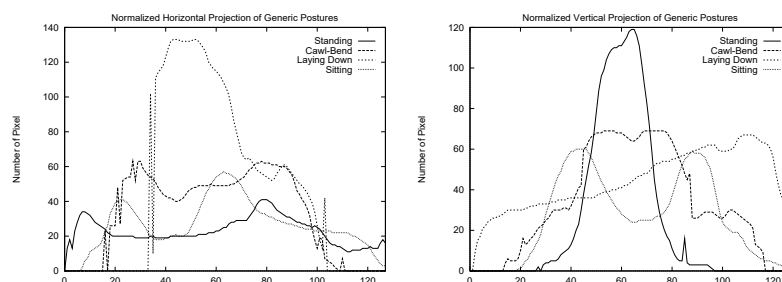 Normalized Horizontal Projection of Generic Postures
140
120
100
80
60
40
20
0
Number of Pixel
Standing
Cawl-Bend
Laying Down
Sitting
0 20 40 60 80 100 120
Normalized Vertical Projection of Generic Postures
120
100
80
60
40
20
0
Number of Pixel
Standing
Cawl-Bend
Laying Down
Sitting
0 20 40 60 80 100 120